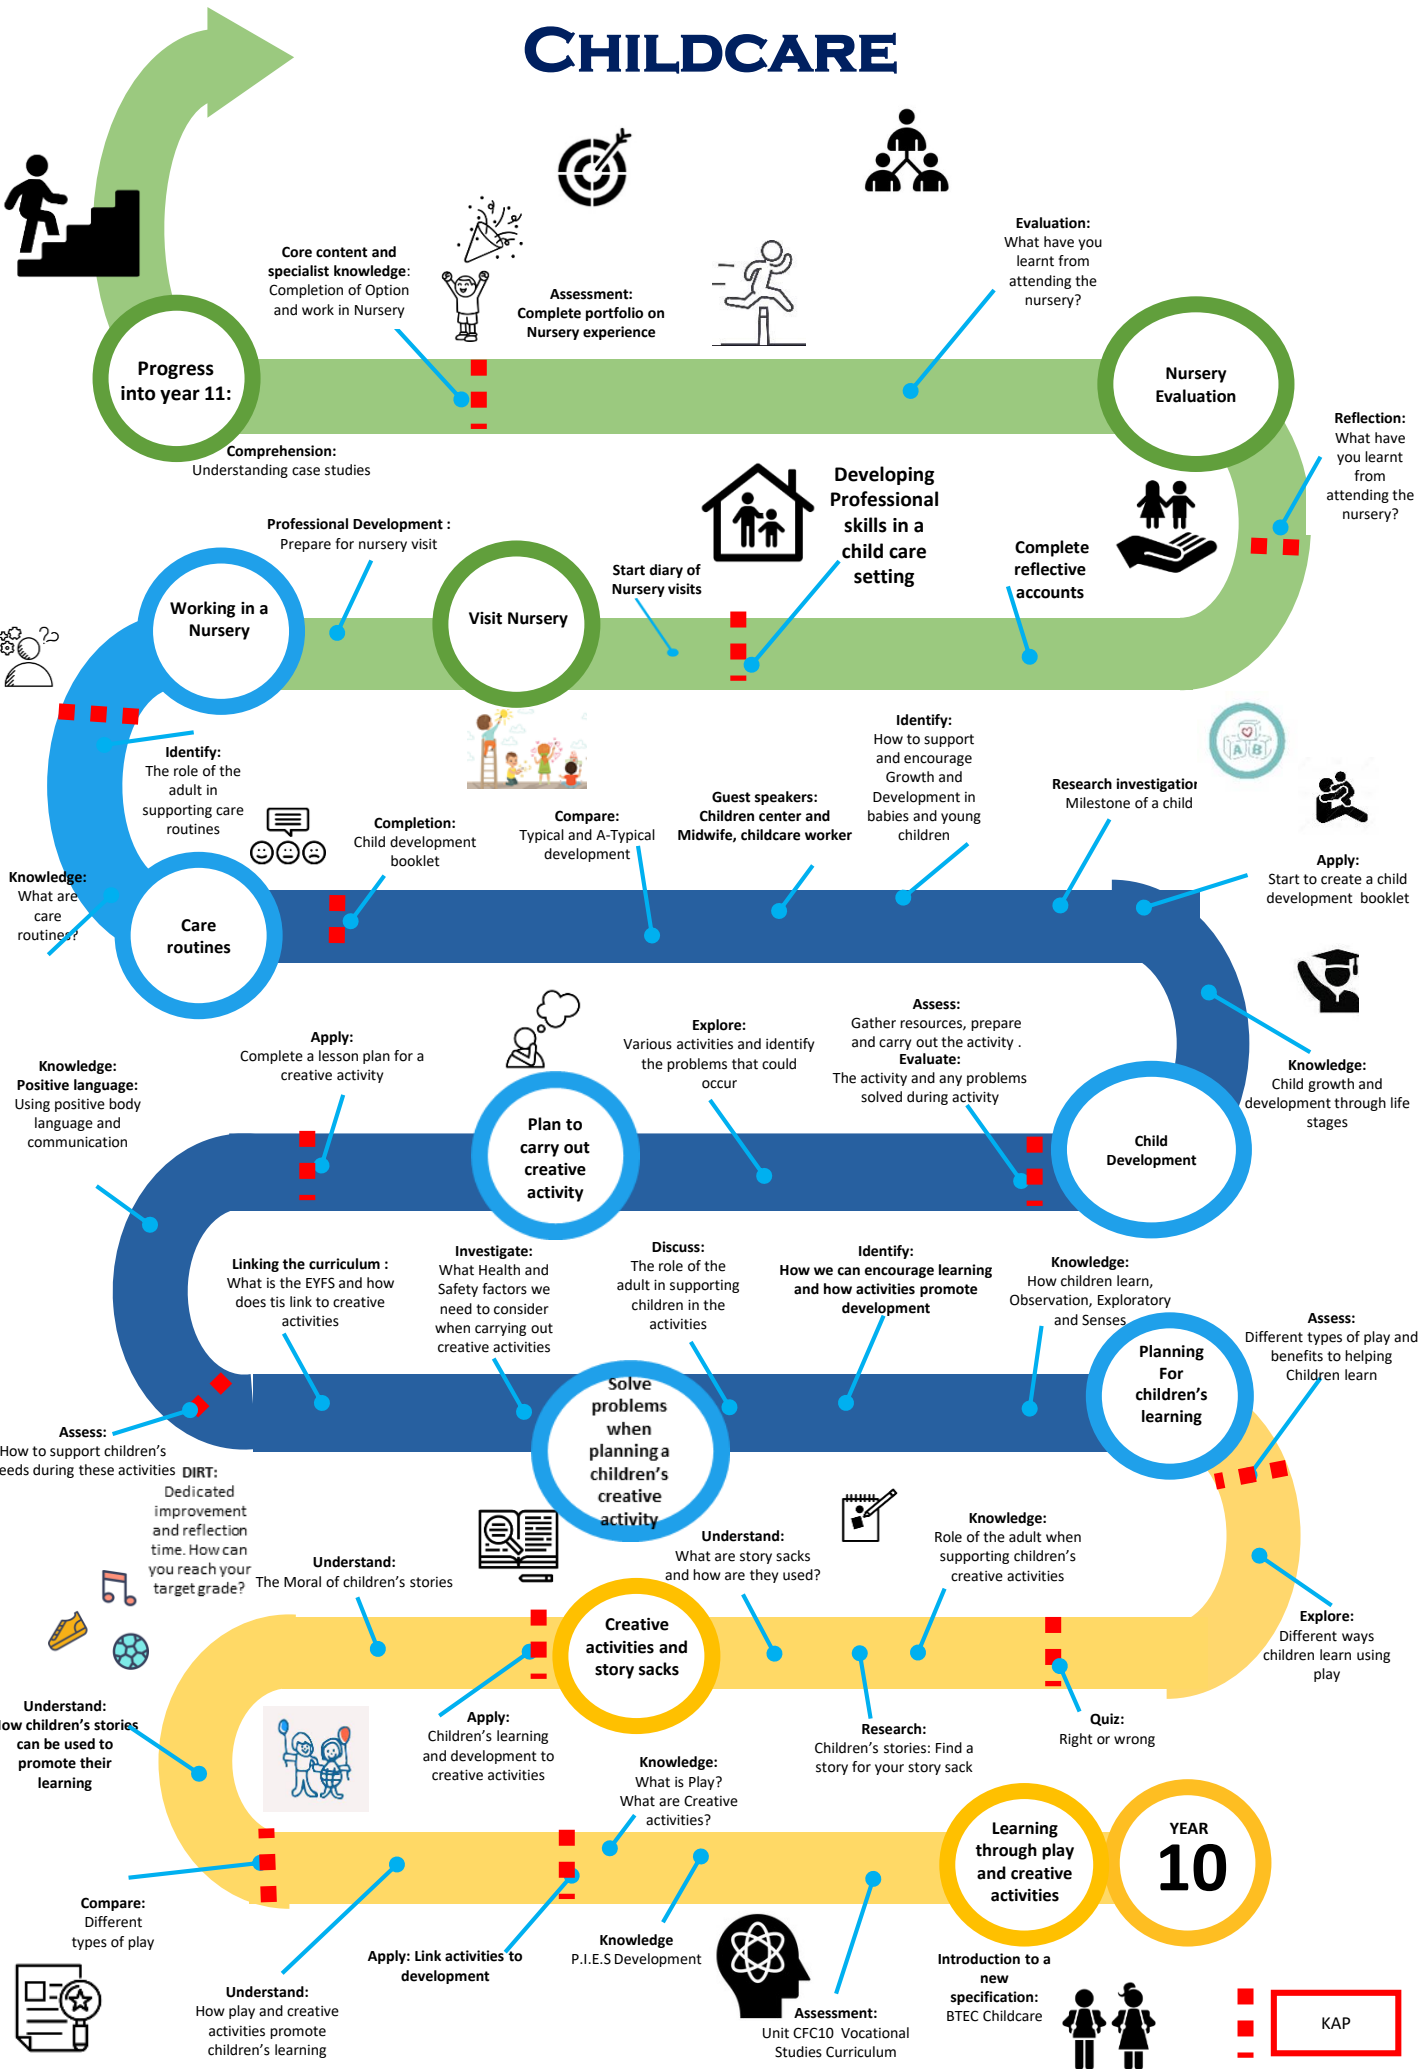 CHILDCARE
Core content and
specialist knowledge:
Completion of Option
and work in Nursery
Assessment:
Complete portfolio on
Nursery experience
Evaluation:
What have you
learnt from
attending the
nursery?
Progress
into year 11:
Nursery
Evaluation
Reflection:
What have
you learnt
from
attending the
nursery?
Comprehension:
Understanding case studies
Professional Development :
Prepare for nursery visit
Developing
Professional
skills in a
child care
setting
Complete
reflective
accounts
Start diary of
Nursery visits
Working in a
Nursery
Visit Nursery
Identify:
The role of the
adult in
supporting care
routines
Completion:
Child development
booklet
Compare:
Typical and A-Typical
development
Guest speakers:
Children center and
Midwife, childcare worker
Identify:
How to support
and encourage
Growth and
Development in
babies and young
children
Research investigation
Milestone of a child
A B
Apply:
Start to create a child
development booklet
Knowledge:
What are
care
routines?
Care
routines
Knowledge:
Child growth and
development through life
stages
Knowledge:
Positive language:
Using positive body
language and
communication
Apply:
Complete a lesson plan for a
creative activity
Explore:
Various activities and identify
the problems that could
occur
Assess:
Gather resources, prepare
and carry out the activity .
Evaluate:
The activity and any problems
solved during activity
Plan to
carry out
creative
activity
Child
Development
Linking the curriculum :
What is the EYFS and how
does tis link to creative
activities
Investigate:
What Health and
Safety factors we
need to consider
when carrying out
creative activities
Discuss:
The role of the
adult in supporting
children in the
activities
Identify:
How we can encourage learning
and how activities promote
development
Knowledge:
How children learn,
Observation, Exploratory
and Senses
Assess:
Different types of play and
benefits to helping
Children learn
Planning
For
children's
learning
Solve
problems
when
planning a
children's
creative
activity
Assess:
How to support children's
eeds during these activities
DIRT:
Dedicated
improvement
and reflection
time. How can
you reach your
target grade?
Understand:
The Moral of children's stories
Understand:
What are story sacks
and how are they used?
Knowledge:
Role of the adult when
supporting children's
creative activities
Explore:
Different ways
children learn using
play
Creative
activities and
story sacks
Understand:
How children's stories
can be used to
promote their
learning
Apply:
Children's learning
and development to
creative activities
Research:
Children's stories: Find a
story for your story sack
Quiz:
Right or wrong
Knowledge:
What is Play?
What are Creative
activities?
Learning
through play
and creative
activities
YEAR
10
Compare:
Different
types of play
Understand:
How play and creative
activities promote
children's learning
Apply: Link activities to
development
Knowledge
P.I.E.S Development
Assessment:
Unit CFC10 Vocational
Studies Curriculum
Introduction to a
new
specification:
BTEC Childcare
KAP